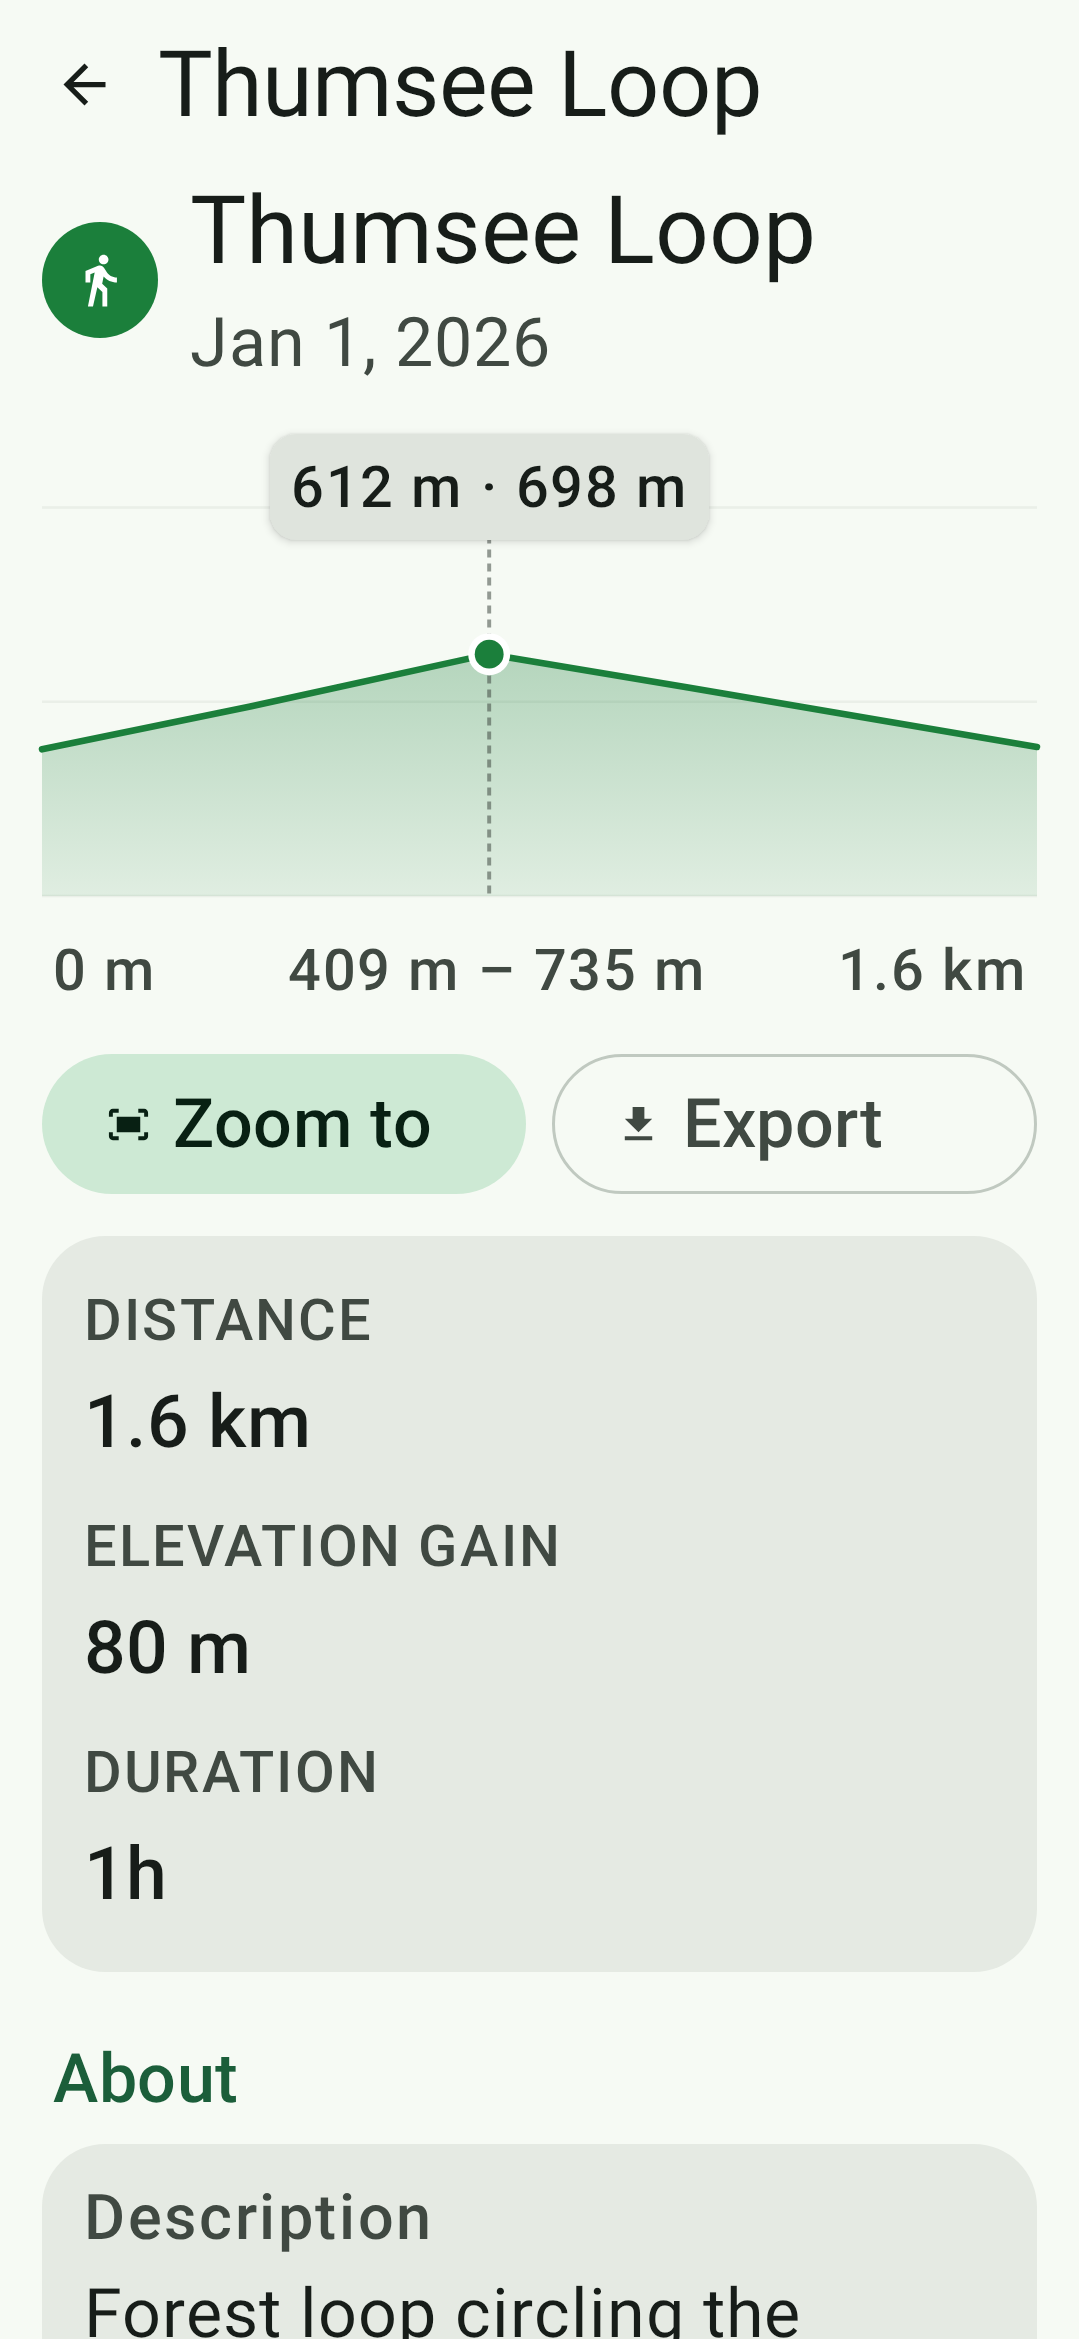 Thumsee Loop
Thumsee Loop
Jan 1, 2026
612 m · 698 m
0 m 409 m – 735 m 1.6 km
Zoom to Export
DISTANCE
1.6 km
ELEVATION GAIN
80 m
DURATION
1h
About
Description
Forest loop circling the